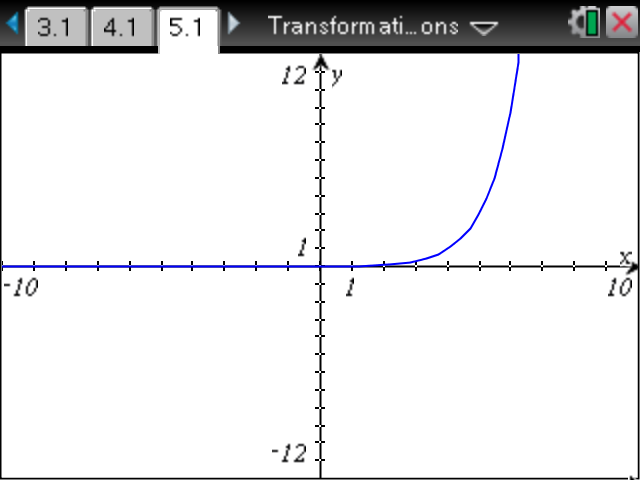 3.1 4.1 5.1 Transformati...ons
12 y
1 x
-10 1 10
-12